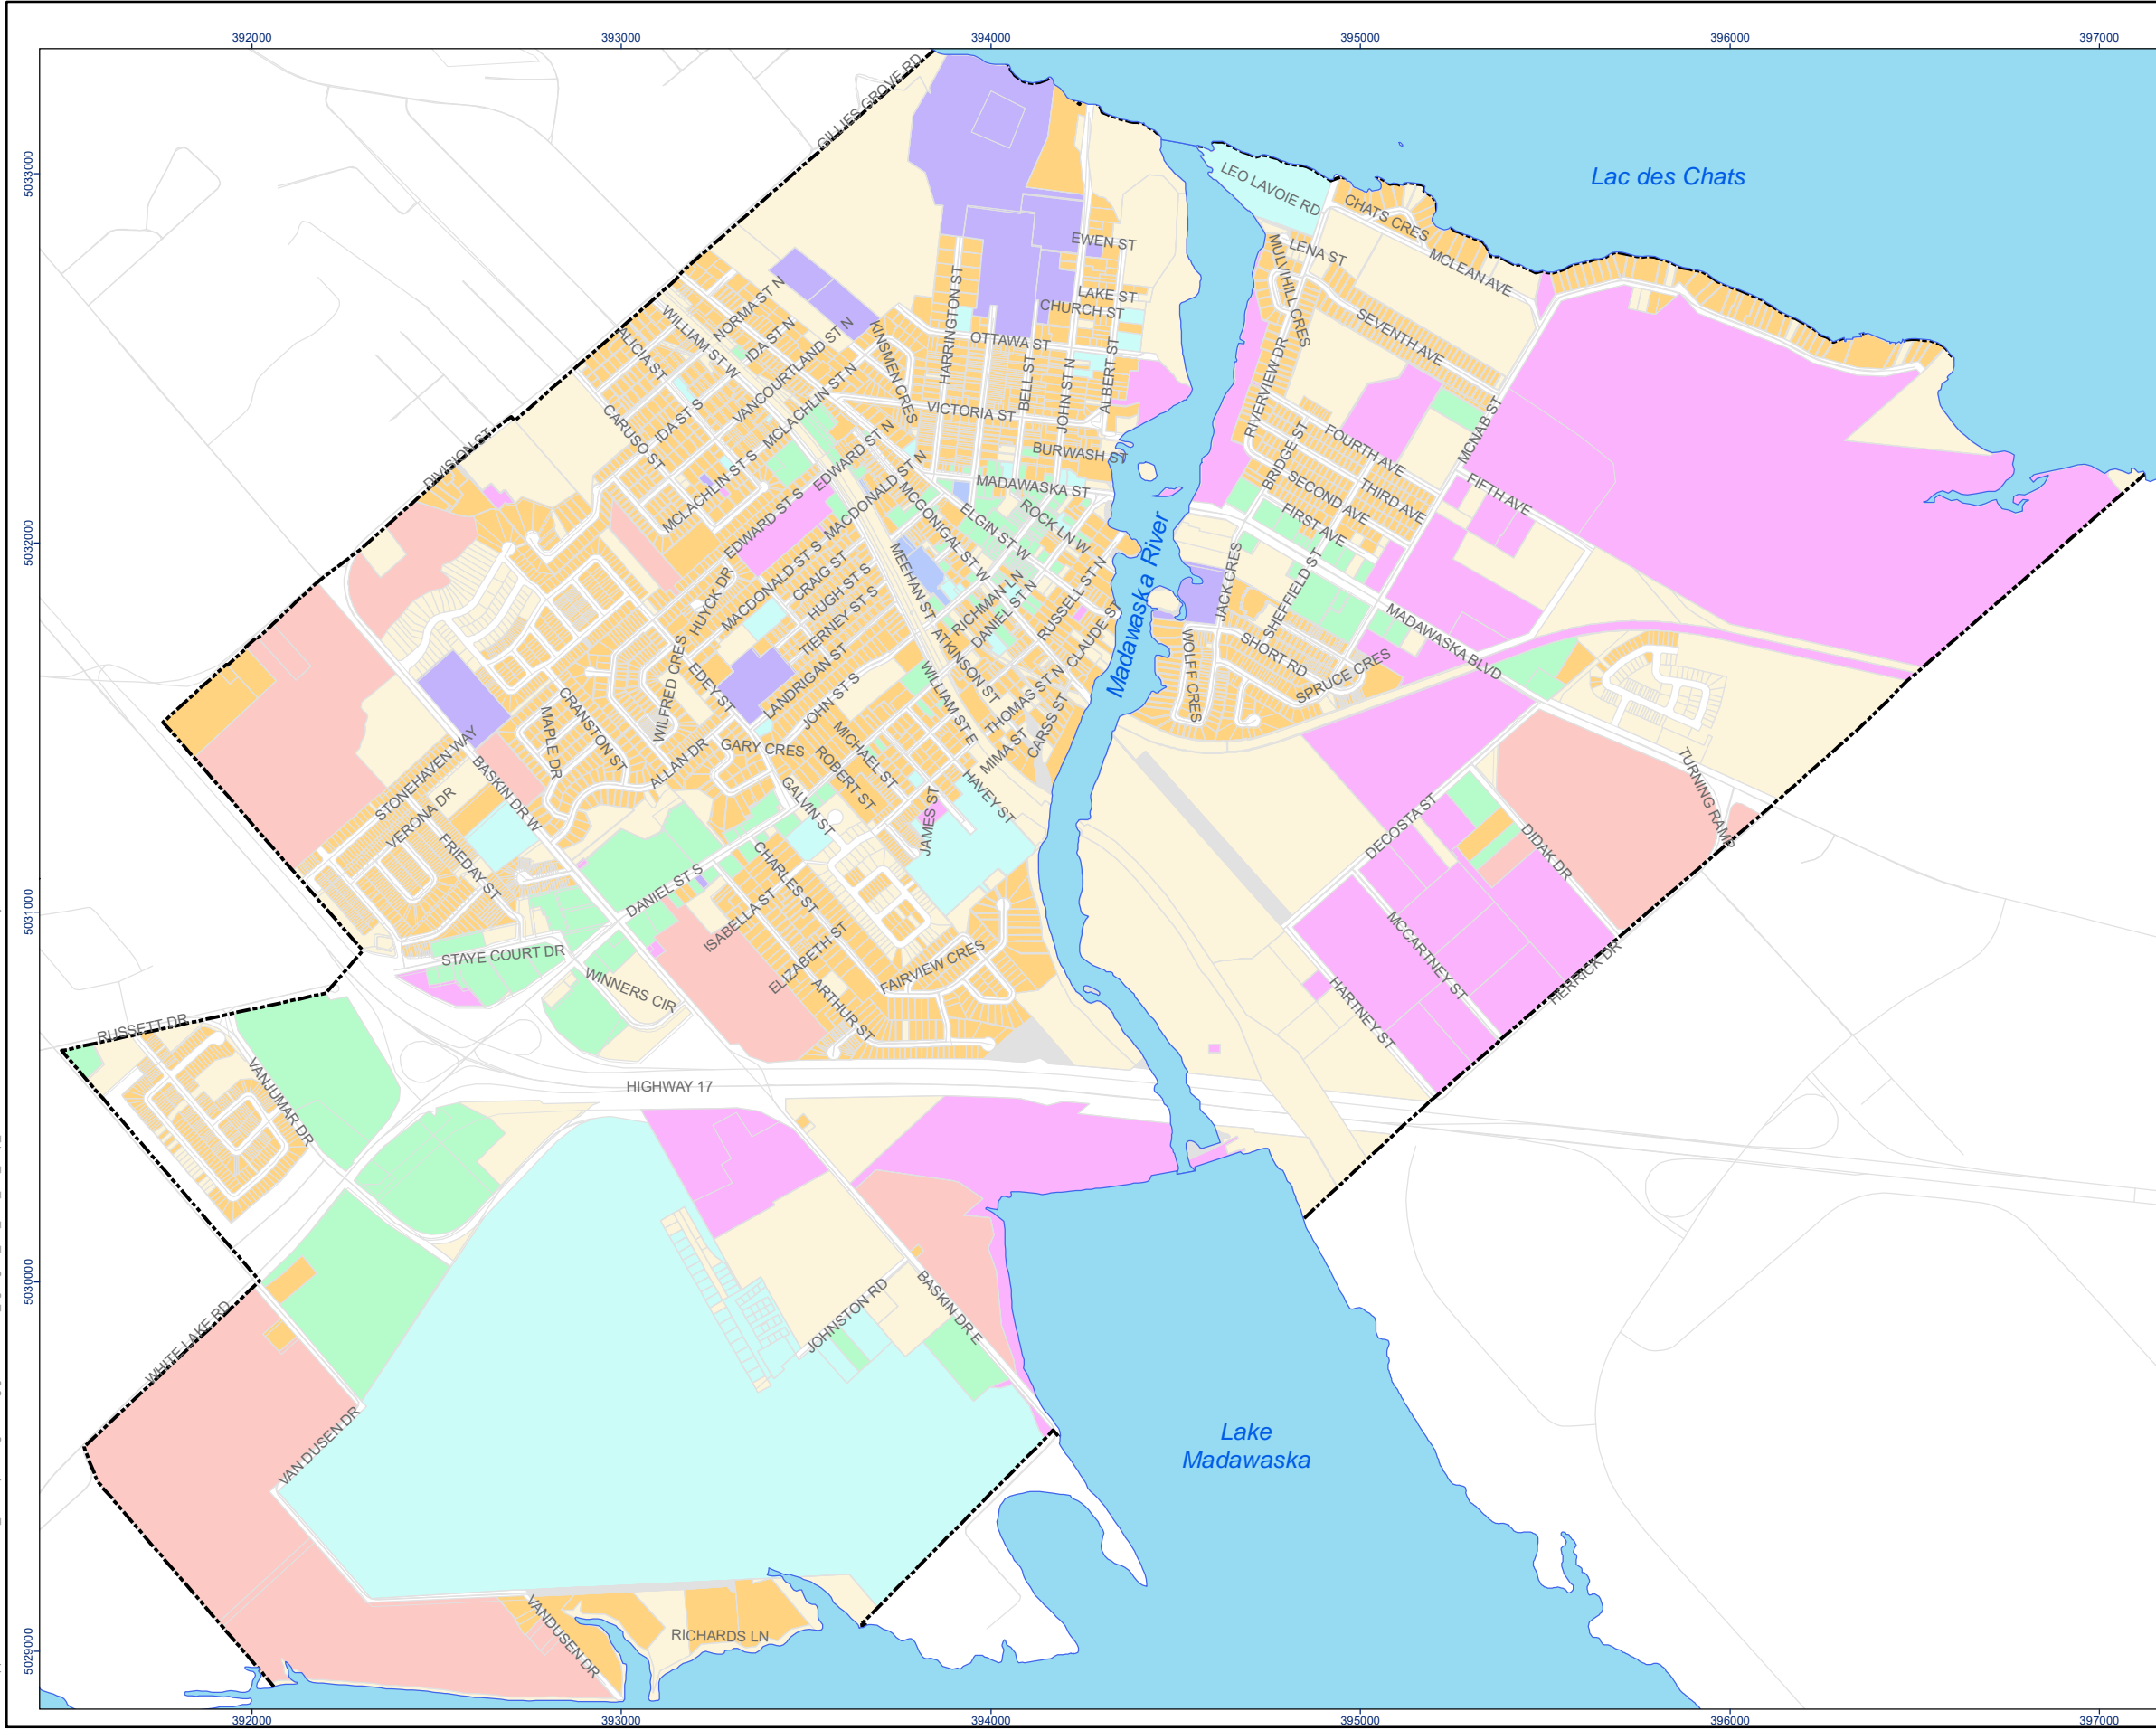 392000
393000
394000
395000
396000
397000
5033000
5032000
5031000
5030000
5029000
GILLIES GROVE RD
Lac des Chats
LEO LAVOIE RD
CHATS CRES
EWEN ST
LENA ST
MCLEAN AVE
MULVIHILL CRES
LAKE ST
CHURCH ST
HARRINGTON ST
NORMA ST N
WILLIAM ST W
ALICIA ST
IDA ST N
VANCOURTLAND ST N
KINSMEN CRES
OTTAWA ST
SEVENTH AVE
BELL ST
JOHN ST N
ALBERT ST
RIVERVIEW DR
MCLACHLIN ST N
VICTORIA ST
CARUSO ST
IDA ST S
FOURTH AVE
MCNAB ST
DIVISION ST
MCLACHLIN ST S
EDWARD ST N
BURWASH ST
BRIDGE ST
MACDONALD ST N
MADAWASKA ST
SECOND AVE
THIRD AVE
FIFTH AVE
EDWARD ST S
MCGONIGAL ST W
ELGIN ST W
ROCK LN W
FIRST AVE
Madawaska River
MACDONALD ST S
CRAIG ST
HUGH ST S
TIERNEY ST S
MEEHAN ST
RICHMAN LN
DANIEL ST N
RUSSELL ST N
CLAUDE ST
JACK CRES
SHEFFIELD ST
HUYCK DR
MADAWASKA BLVD
WILFRED CRES
EDEY ST
LANDRIGAN ST
JOHN ST S
ATKINSON ST
WILLIAM ST E
THOMAS ST N
WOLFF CRES
SHORT RD
SPRUCE CRES
CRANSTON ST
MAPLE DR
ALLAN DR
GARY CRES
MICHAEL ST
ROBERT ST
MIMA ST
CARSS ST
STONEHAVEN WAY
BASKIN DR W
VERONA DR
GALVIN ST
HAVEY ST
JAMES ST
TURNING RAMPS
DECOSTA ST
DIDAK DR
FRIEDAY ST
DANIEL ST S
CHARLES ST
ISABELLA ST
ELIZABETH ST
FAIRVIEW CRES
MCCARTNEY ST
HERRICK DR
STAYE COURT DR
WINNERS CIR
ARTHUR ST
HARTNEY ST
RUSSETT DR
VANJUMAR DR
HIGHWAY 17
WHITE LAKE RD
JOHNSTON RD
BASKIN DR E
VAN DUSEN DR
Lake
Madawaska
VANDUSEN DR
RICHARDS LN
392000
393000
394000
395000
396000
397000